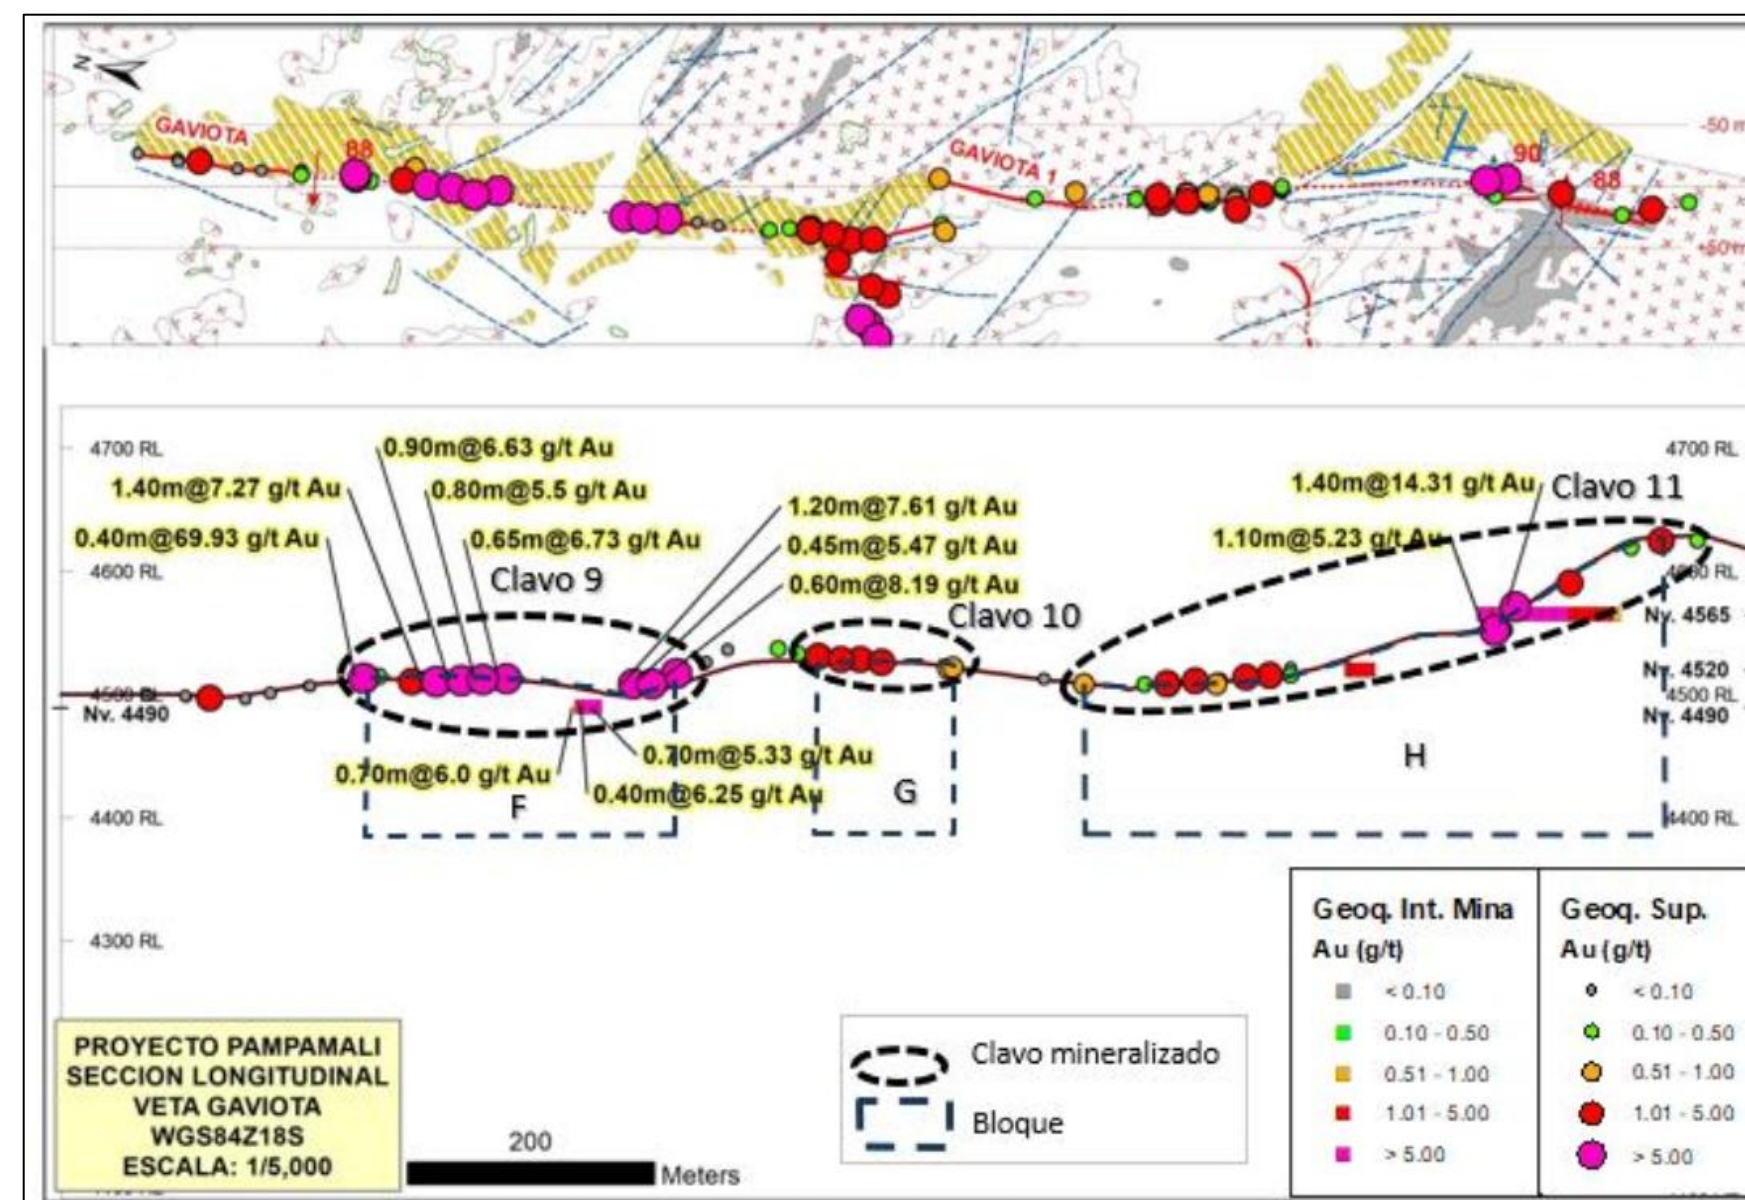 N
GAVIOTA
88
GAVIOTA 1
90
88
-50 m
+50 m
4700 RL
4700 RL
0.90m@6.63 g/t Au
1.40m@7.27 g/t Au
0.80m@5.5 g/t Au
0.40m@69.93 g/t Au
0.65m@6.73 g/t Au
1.20m@7.61 g/t Au
0.45m@5.47 g/t Au
0.60m@8.19 g/t Au
1.40m@14.31 g/t Au
Clavo 11
1.10m@5.23 g/t Au
4600 RL
4600 RL
Clavo 9
Clavo 10
Nv. 4565
Nv. 4520
4500 RL
4500 RL
Nv. 4490
Nv. 4490
0.70m@5.33 g/t Au
0.70m@6.0 g/t Au
0.40m@6.25 g/t Au
F
G
H
4400 RL
4400 RL
4300 RL
PROYECTO PAMPAMALI
SECCION LONGITUDINAL
VETA GAVIOTA
WGS84Z18S
ESCALA: 1/5,000
200
Meters
Clavo mineralizado
Bloque
Geoq. Int. Mina
Au (g/t)
< 0.10
0.10 - 0.50
0.51 - 1.00
1.01 - 5.00
> 5.00
Geoq. Sup.
Au (g/t)
< 0.10
0.10 - 0.50
0.51 - 1.00
1.01 - 5.00
> 5.00